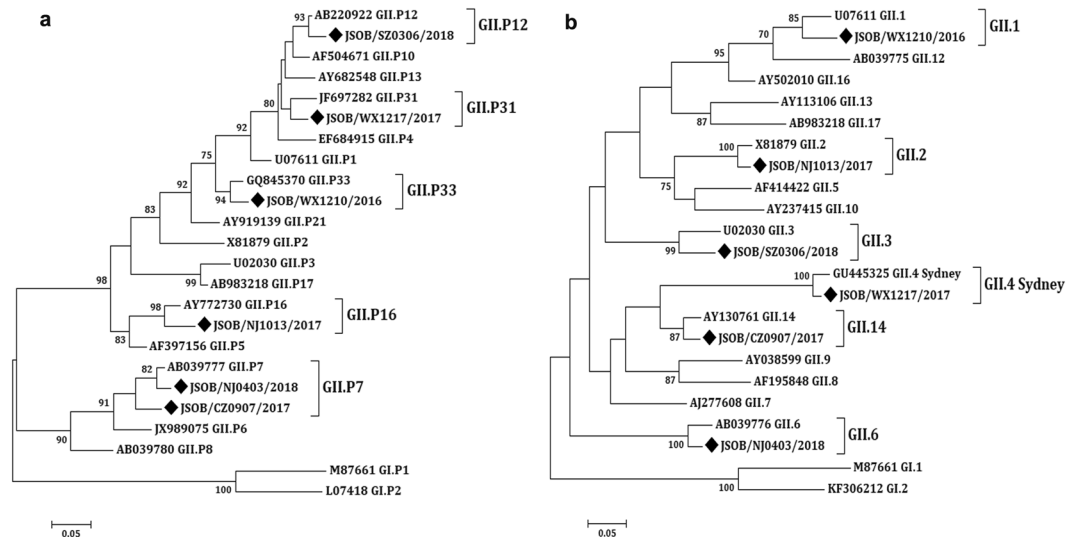 a
93
AB220922 GII.P12
JSOB/SZ0306/2018
GII.P12
AF504671 GII.P10
AY682548 GII.P13
80
JF697282 GII.P31
JSOB/WX1217/2017
GII.P31
EF684915 GII.P4
92
U07611 GII.P1
75
GQ845370 GII.P33
94
JSOB/WX1210/2016
GII.P33
92
AY919139 GII.P21
83
X81879 GII.P2
U02030 GII.P3
99
AB983218 GII.P17
98
98
AY772730 GII.P16
JSOB/NJ1013/2017
GII.P16
83
AF397156 GII.P5
82
AB039777 GII.P7
JSOB/NJ0403/2018
JSOB/CZ0907/2017
GII.P7
91
JX989075 GII.P6
90
AB039780 GII.P8
M87661 GI.P1
100
L07418 GI.P2
0.05
b
85
U07611 GII.1
JSOB/WX1210/2016
GII.1
70
AB039775 GII.12
95
AY502010 GII.16
AY113106 GII.13
87
AB983218 GII.17
100
X81879 GII.2
JSOB/NJ1013/2017
GII.2
75
AF414422 GII.5
AY237415 GII.10
U02030 GII.3
99
JSOB/SZ0306/2018
GII.3
100
GU445325 GII.4 Sydney
JSOB/WX1217/2017
GII.4 Sydney
AY130761 GII.14
87
JSOB/CZ0907/2017
GII.14
AY038599 GII.9
87
AF195848 GII.8
AJ277608 GII.7
AB039776 GII.6
100
JSOB/NJ0403/2018
GII.6
M87661 GI.1
100
KF306212 GI.2
0.05